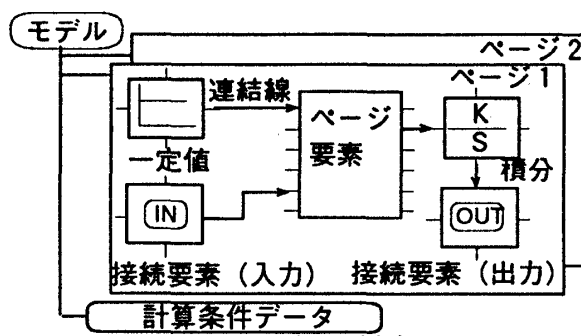 モデル
ページ2
ページ1
連結線
ページ
要素
K
S
一定値
積分
IN
OUT
接続要素（入力）
接続要素（出力）
計算条件データ